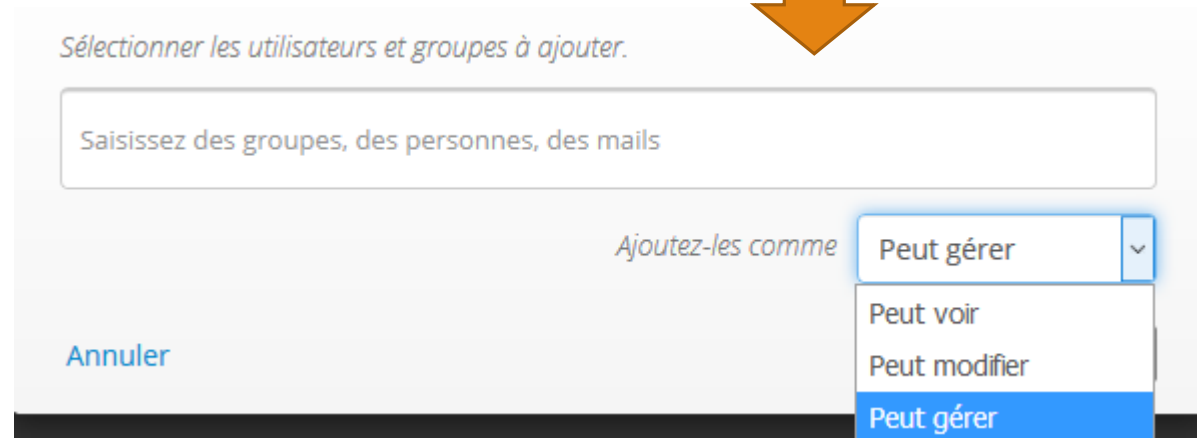 Sélectionner les utilisateurs et groupes à ajouter.
Saisissez des groupes, des personnes, des mails
Ajoutez-les comme Peut gérer
Peut voir
Annuler
Peut modifier
Peut gérer